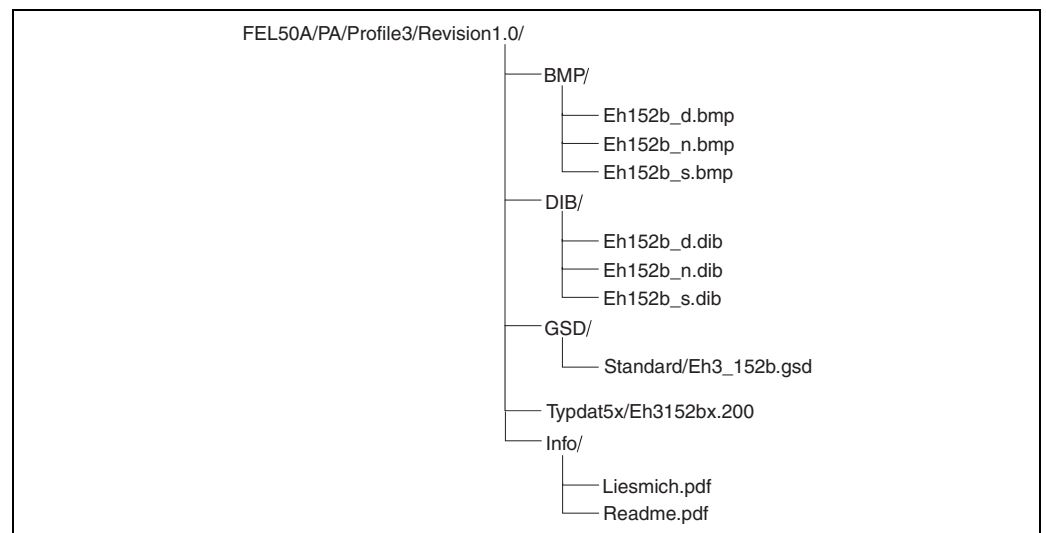 FEL50A/PA/Profile3/Revision1.0/
BMP/
Eh152b_d.bmp
Eh152b_n.bmp
Eh152b_s.bmp
DIB/
Eh152b_d.dib
Eh152b_n.dib
Eh152b_s.dib
GSD/
Standard/Eh3_152b.gsd
Typdat5x/Eh3152bx.200
Info/
Liesmich.pdf
Readme.pdf